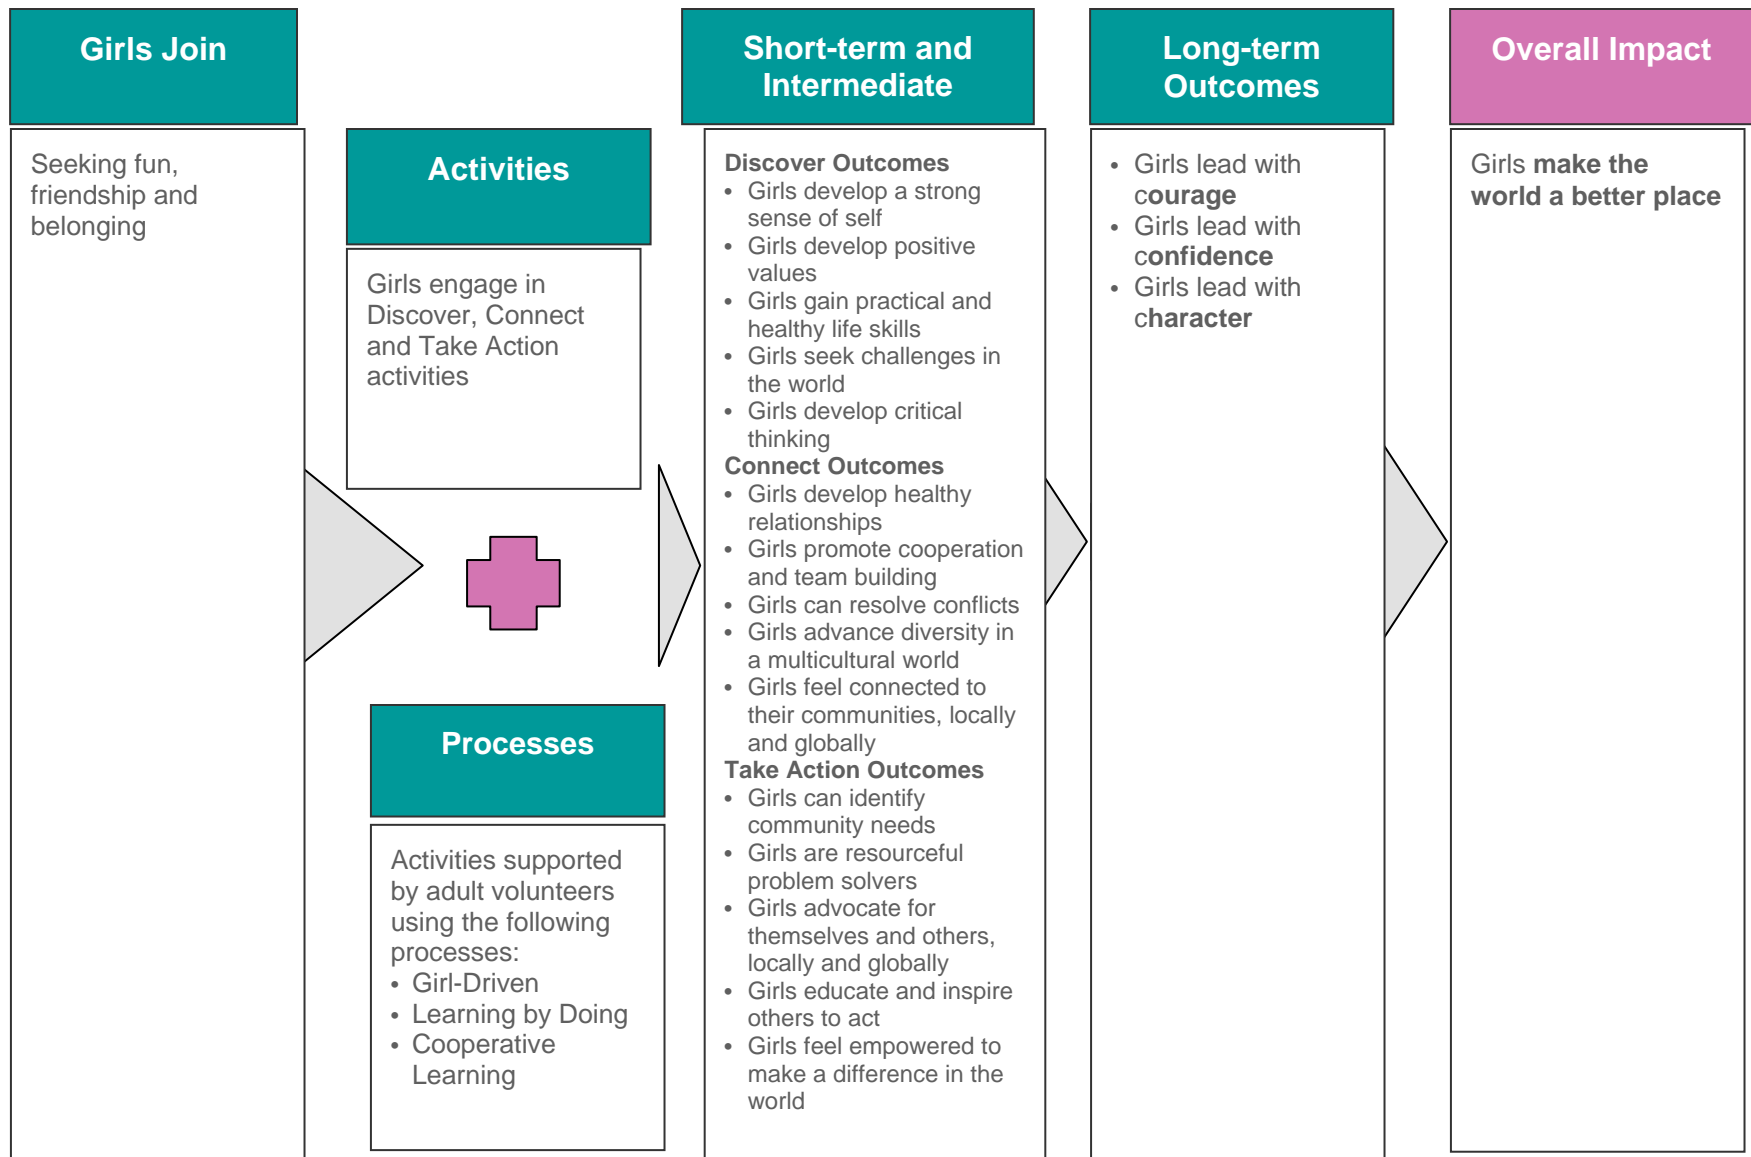 Girls Join
Seeking fun,
friendship and
belonging
Activities
Girls engage in
Discover, Connect
and Take Action
activities
Processes
Activities supported
by adult volunteers
using the following
processes:
• Girl-Driven
• Learning by Doing
• Cooperative
Learning
Short-term and
Intermediate
Discover Outcomes
• Girls develop a strong
sense of self
• Girls develop positive
values
• Girls gain practical and
healthy life skills
• Girls seek challenges in
the world
• Girls develop critical
thinking
Connect Outcomes
• Girls develop healthy
relationships
• Girls promote cooperation
and team building
• Girls can resolve conflicts
• Girls advance diversity in
a multicultural world
• Girls feel connected to
their communities, locally
and globally
Take Action Outcomes
• Girls can identify
community needs
• Girls are resourceful
problem solvers
• Girls advocate for
themselves and others,
locally and globally
• Girls educate and inspire
others to act
• Girls feel empowered to
make a difference in the
world
Long-term
Outcomes
• Girls lead with
courage
• Girls lead with
confidence
• Girls lead with
character
Overall Impact
Girls make the
world a better place